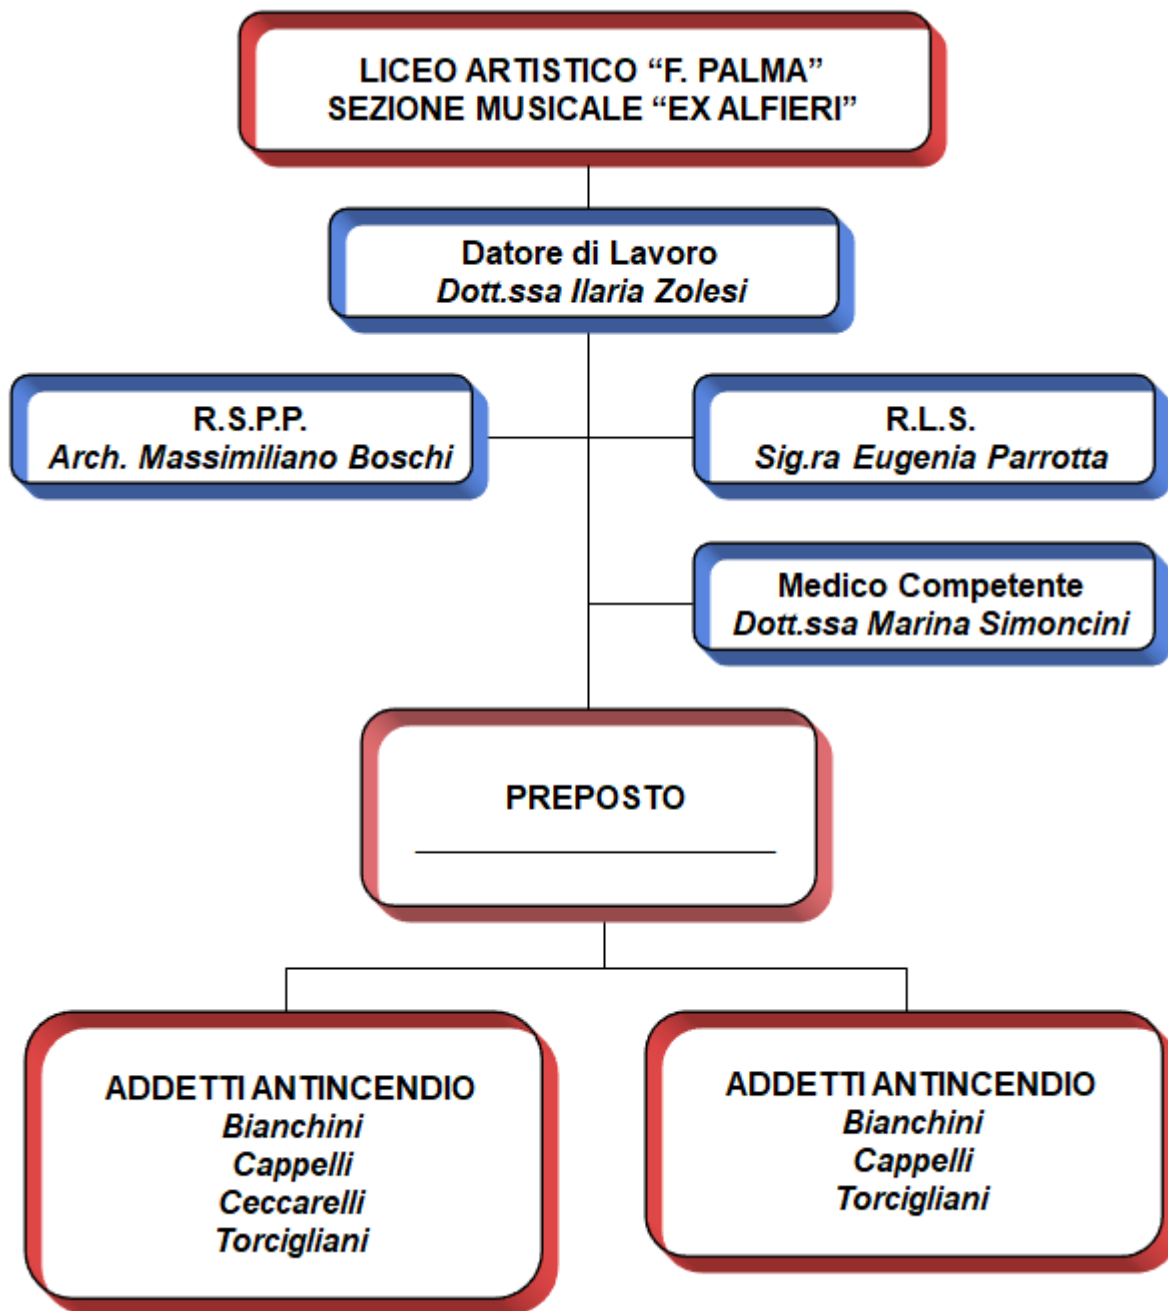 LICEO ARTISTICO “F. PALMA”
SEZIONE MUSICALE “EX ALFIERI”
Datore di Lavoro
Dott.ssa Ilaria Zolesi
R.S.P.P.
Arch. Massimiliano Boschi
R.L.S.
Sig.ra Eugenia Parrotta
Medico Competente
Dott.ssa Marina Simoncini
PREPOSTO
ADDETTI ANTINCENDIO
Bianchini
Cappelli
Ceccarelli
Torcigliani
ADDETTI ANTINCENDIO
Bianchini
Cappelli
Torcigliani